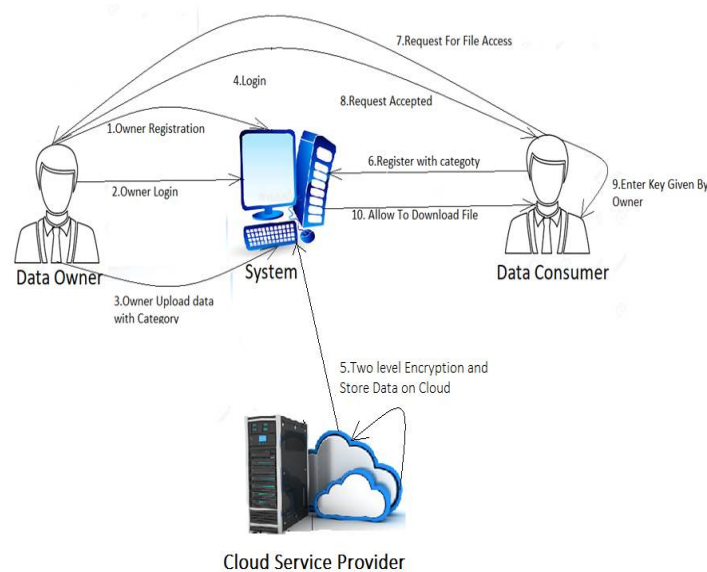 7.Request For File Access
4.Login
8.Request Accepted
1.Owner Registration
6.Register with categoty
2.Owner Login
9.Enter Key Given By
Owner
10. Allow To Download File
Data Owner
System
Data Consumer
3.Owner Upload data
with Category
5.Two level Encryption and
Store Data on Cloud
Cloud Service Provider